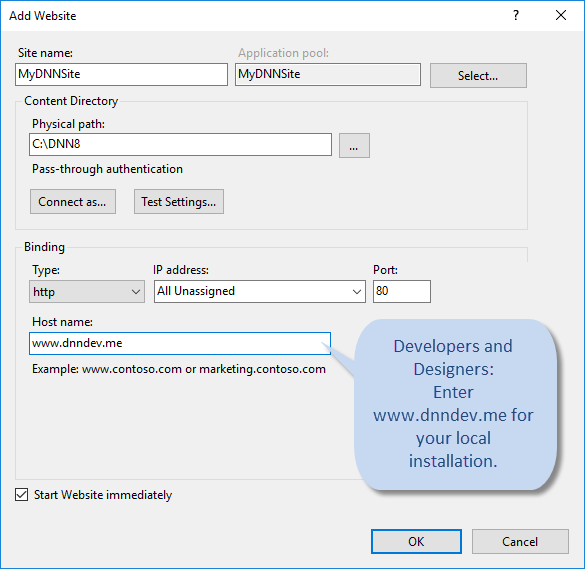 Add Website
?
Site name:
Application pool:
MyDNNSite
MyDNNSite
Select...
Content Directory
Physical path:
C:\DNN8
...
Pass-through authentication
Connect as...
Test Settings...
Binding
Type:
IP address:
Port:
http
All Unassigned
80
Host name:
www.dnndev.me
Example: www.contoso.com or marketing.contoso.com
Developers and
Designers:
Enter
www.dnndev.me for
your local
installation.
Start Website immediately
OK
Cancel